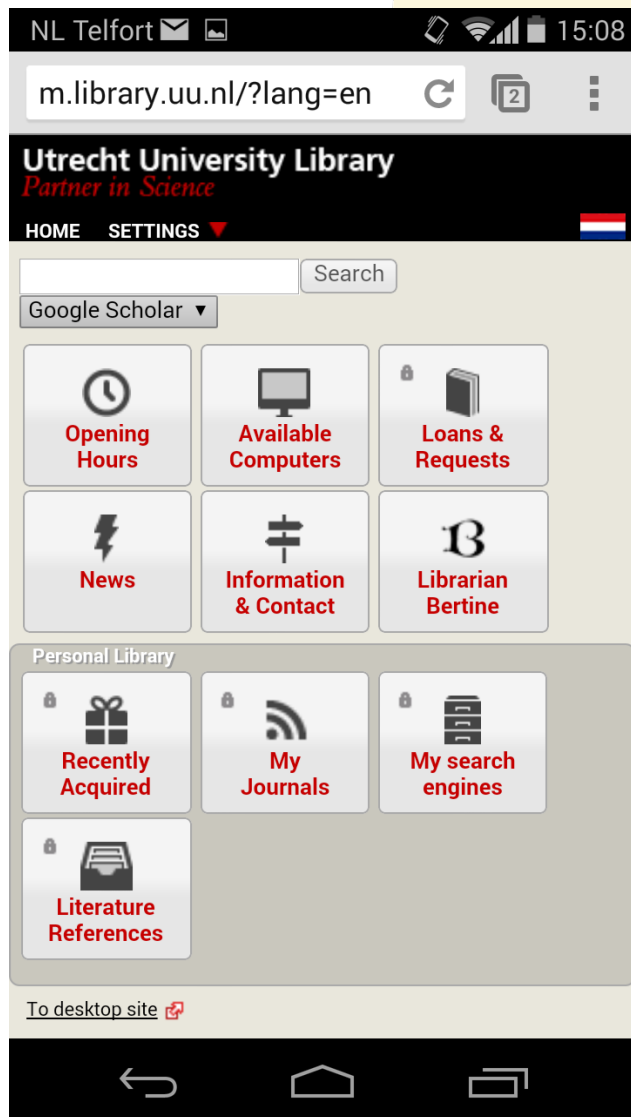 NL Telfort 15:08
m.library.uu.nl/?lang=en 2
Utrecht University Library
Partner in Science
HOME SETTINGS
Search
Google Scholar
Opening Available Loans &
Hours Computers Requests
News Information Librarian
& Contact Bertine
Personal Library
Recently My My search
Acquired Journals engines
Literature
References
To desktop site